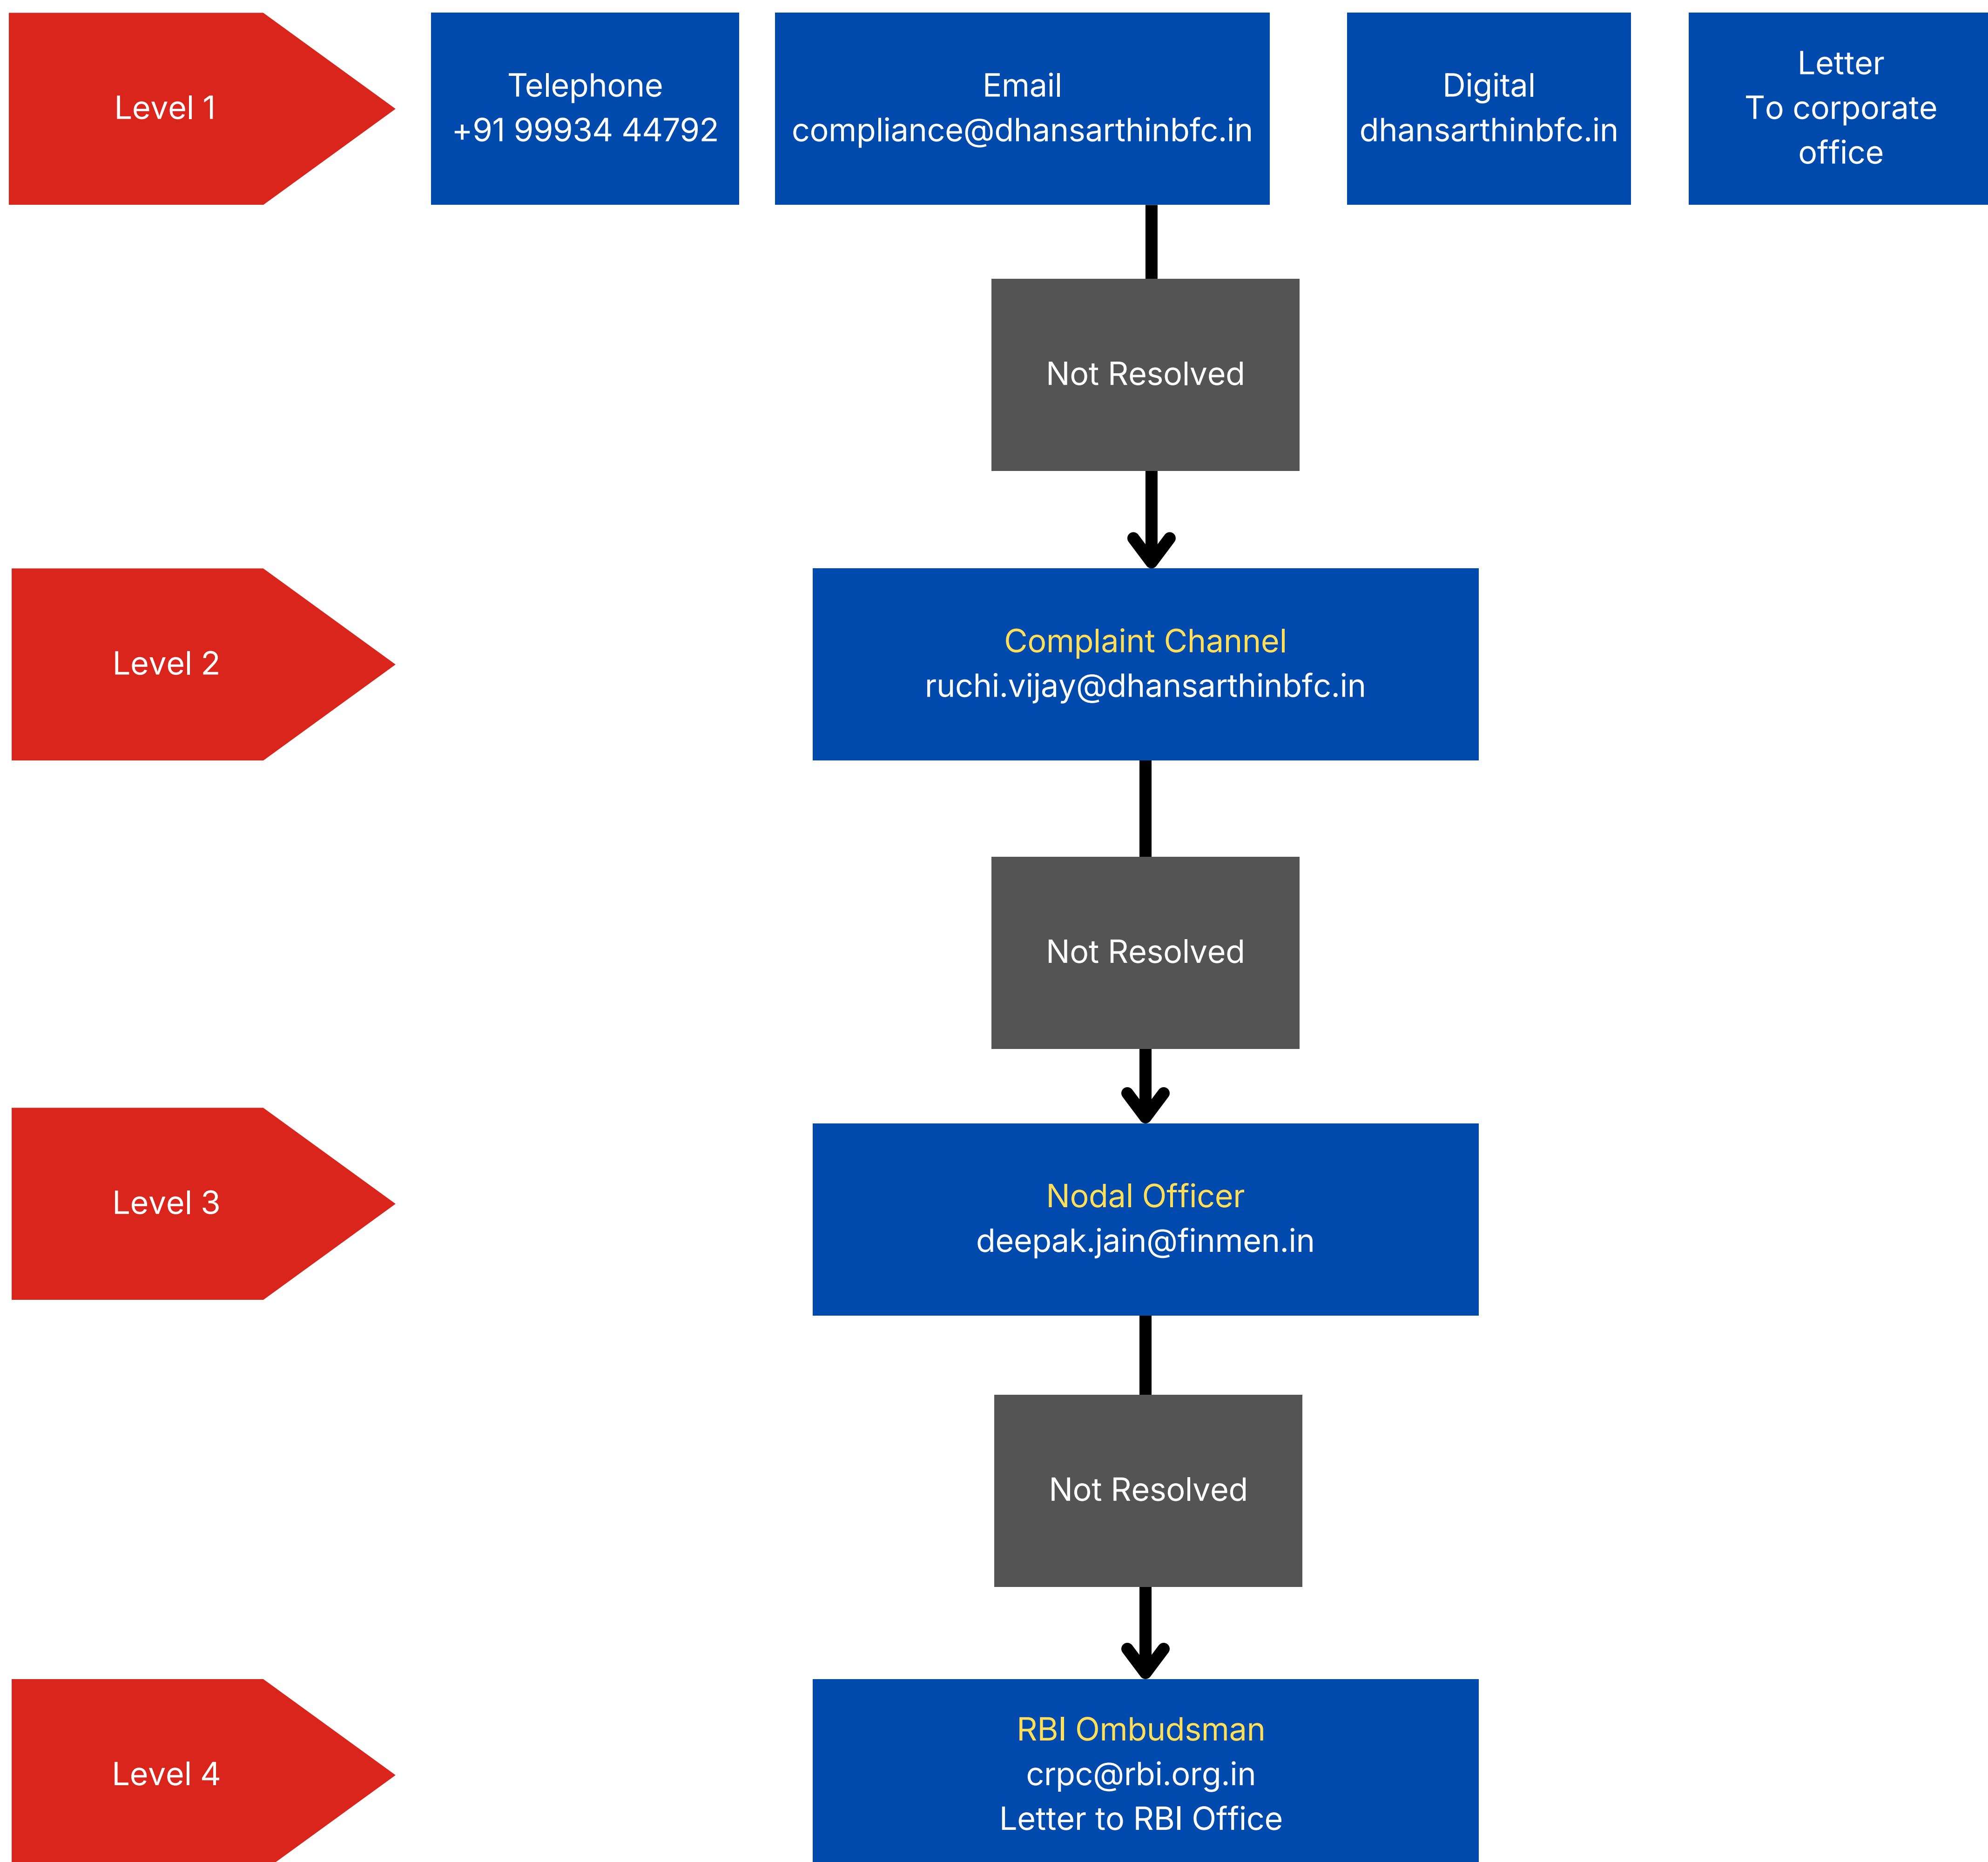 Level 1
Telephone
+91 99934 44792
Email
compliance@dhansarthinbfc.in
Digital
dhansarthinbfc.in
Letter
To corporate
office
Not Resolved
Level 2
Complaint Channel
ruchi.vijay@dhansarthinbfc.in
Not Resolved
Level 3
Nodal Officer
deepak.jain@finmen.in
Not Resolved
Level 4
RBI Ombudsman
crpc@rbi.org.in
Letter to RBI Office